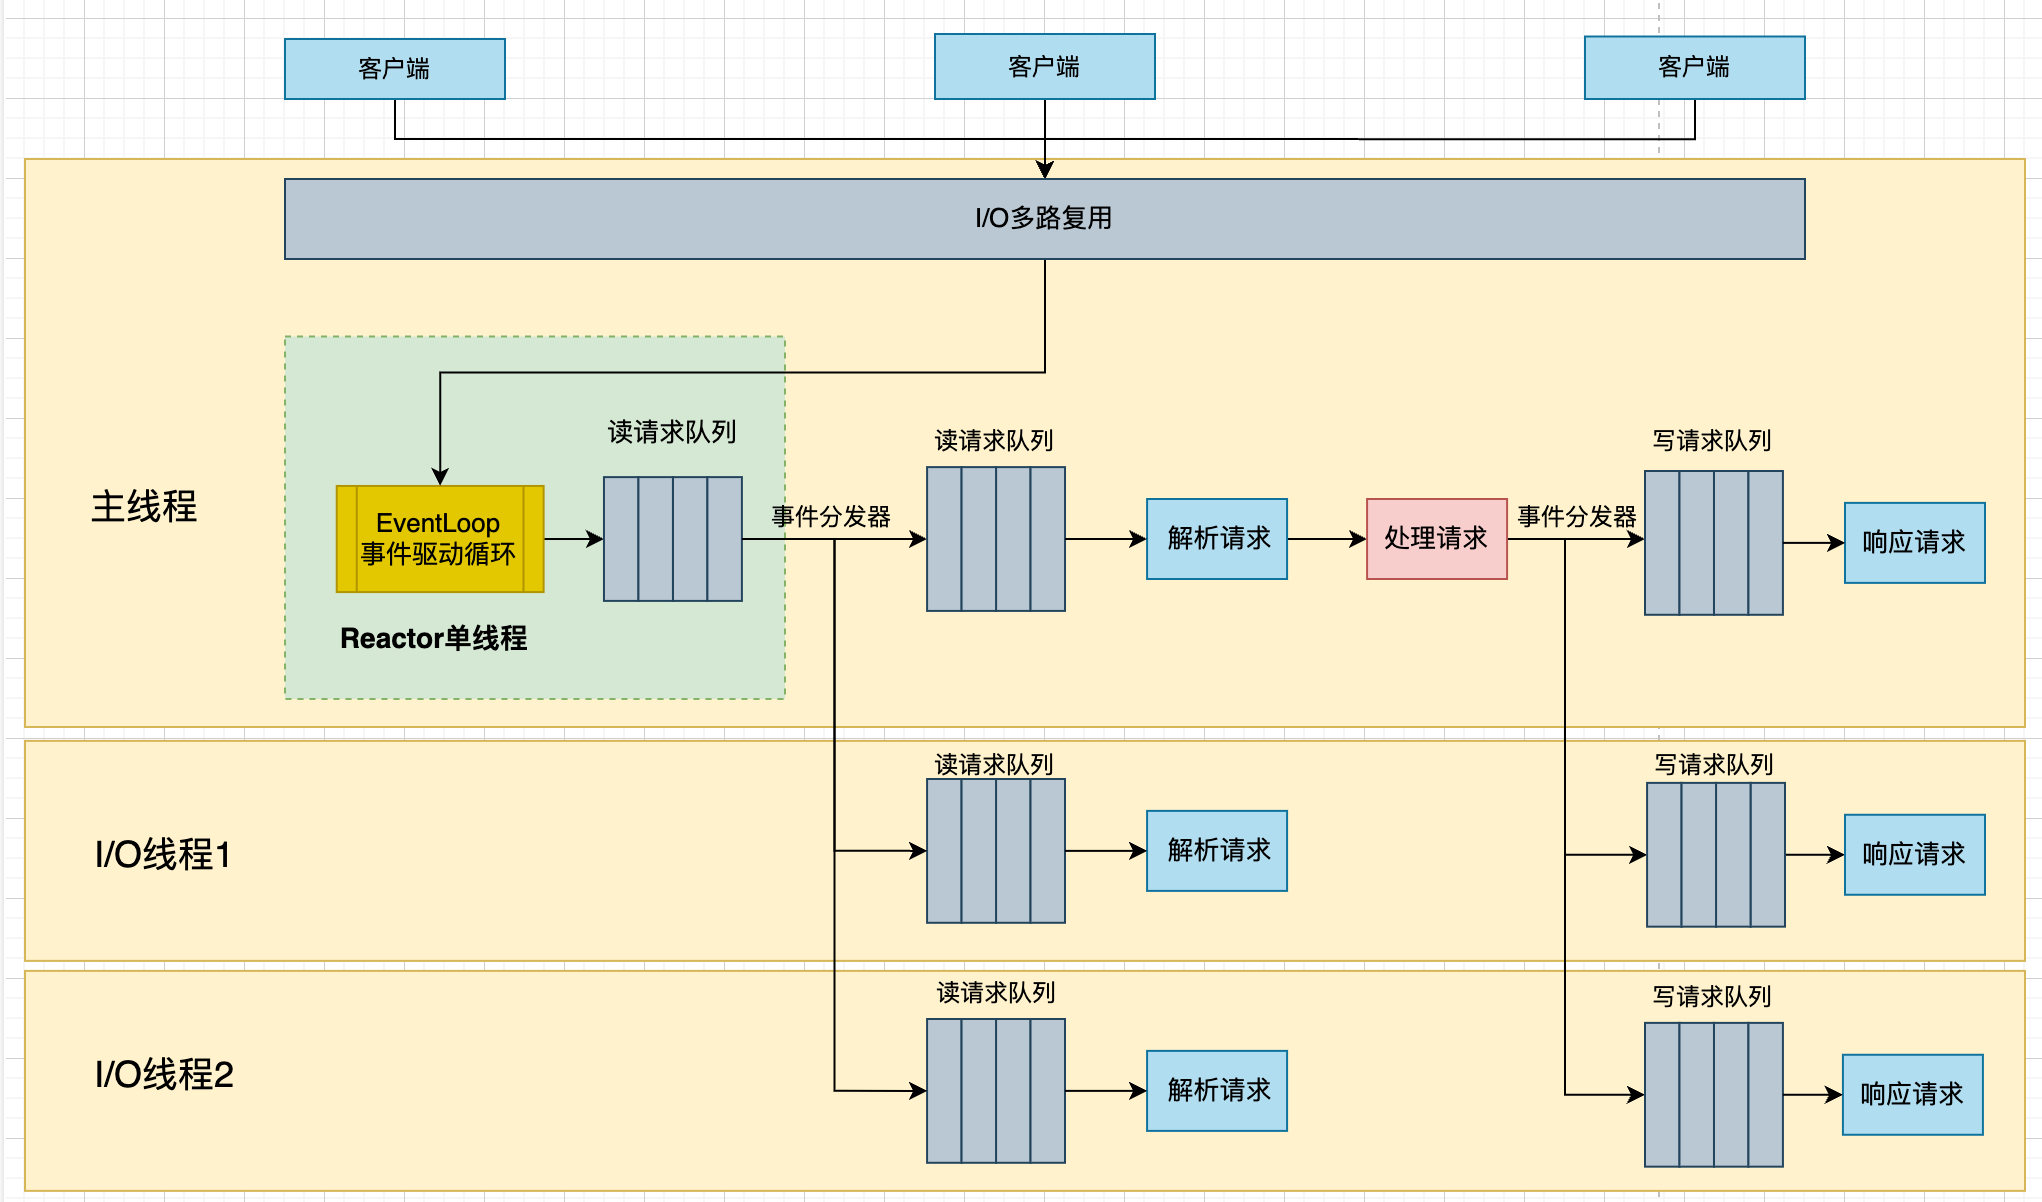 客户端
客户端
客户端
I/O多路复用
读请求队列
读请求队列
写请求队列
主线程
EventLoop
事件驱动循环
事件分发器
解析请求
处理请求
事件分发器
响应请求
Reactor单线程
读请求队列
写请求队列
I/O线程1
解析请求
响应请求
读请求队列
写请求队列
I/O线程2
解析请求
响应请求